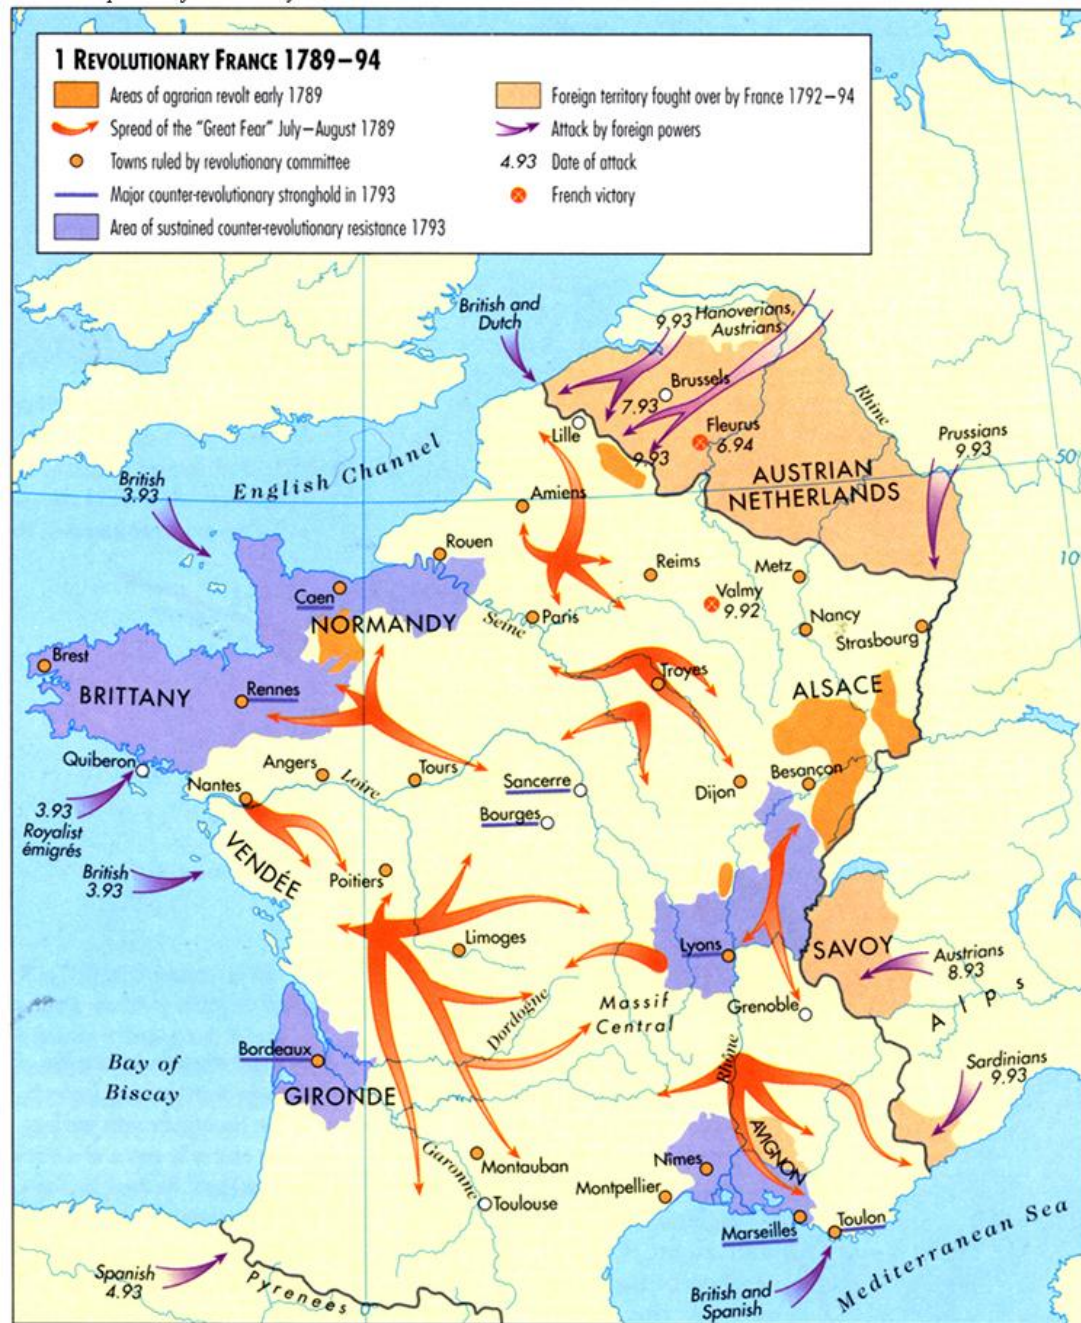 1 REVOLUTIONARY FRANCE 1789–94
Areas of agrarian revolt early 1789
Spread of the "Great Fear" July–August 1789
Towns ruled by revolutionary committee
Major counter-revolutionary stronghold in 1793
Area of sustained counter-revolutionary resistance 1793
Foreign territory fought over by France 1792–94
Attack by foreign powers
4.93 Date of attack
French victory
British and
Dutch
9.93 Hanoverians,
Austrians
Brussels
7.93
Rhine
Lille
Fleurus
6.94
9.93
Prussians
9.93
AUSTRIAN
NETHERLANDS
50
English Channel
British
3.93
Amiens
Rouen
Reims
Metz
10
Caen
Valmy
9.92
NORMANDY
Seine
Paris
Nancy
Strasbourg
Brest
BRITTANY
Rennes
Troyes
ALSACE
Quiberon
Angers
Loire
Tours
Sancerre
Dijon
Besançon
Nantes
3.93
Royalist
émigrés
Bourges
VENDÉE
British
3.93
Poitiers
Limoges
Lyons
SAVOY
Austrians
8.93
Massif
Central
Dordogne
Grenoble
Alps
Bay of
Biscay
Bordeaux
GIRONDE
Rhône
Sardinians
9.93
AVIGNON
Garonne
Montauban
Nîmes
Toulouse
Montpellier
Marseilles
Toulon
Spanish
4.93
Pyrenees
British and
Spanish
Mediterranean Sea